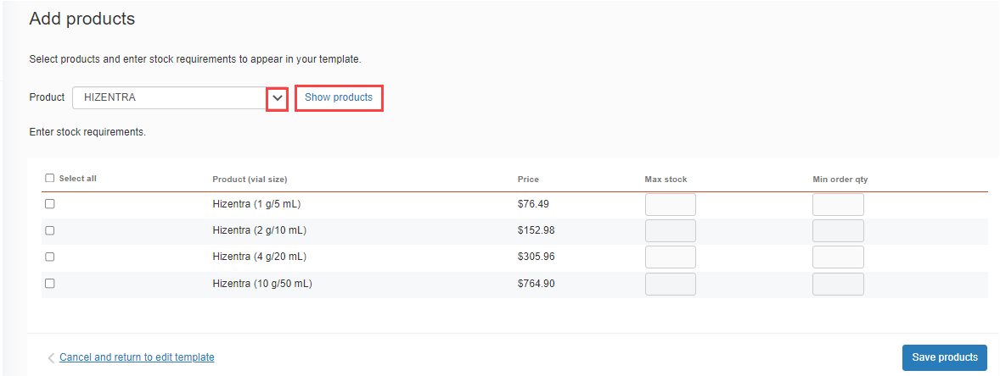 Add products
Select products and enter stock requirements to appear in your template.
Product HIZENTRA Show products
Enter stock requirements.
Select all Product (vial size) Price Max stock Min order qty
Hizentra (1 g/5 mL) $76.49
Hizentra (2 g/10 mL) $152.98
Hizentra (4 g/20 mL) $305.96
Hizentra (10 g/50 mL) $764.90
Cancel and return to edit template Save products